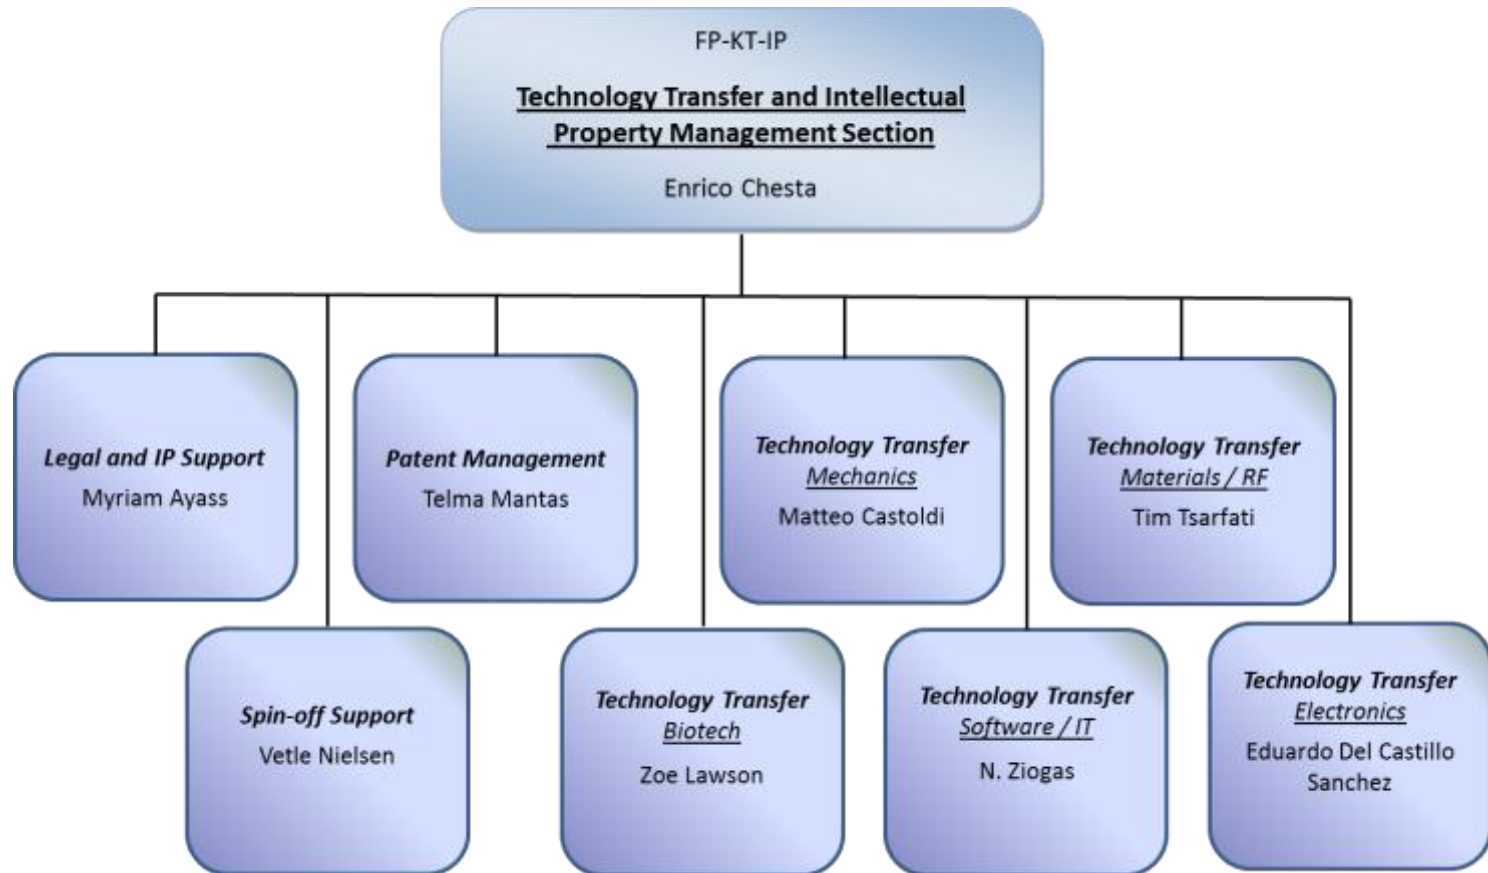 FP-KT-IP
Technology Transfer and Intellectual
Property Management Section
Enrico Chesta
Legal and IP Support
Myriam Ayass
Patent Management
Telma Mantas
Technology Transfer
Mechanics
Matteo Castoldi
Technology Transfer
Materials / RF
Tim Tsarfati
Spin-off Support
Vetle Nielsen
Technology Transfer
Biotech
Zoe Lawson
Technology Transfer
Software / IT
N. Ziogas
Technology Transfer
Electronics
Eduardo Del Castillo
Sanchez